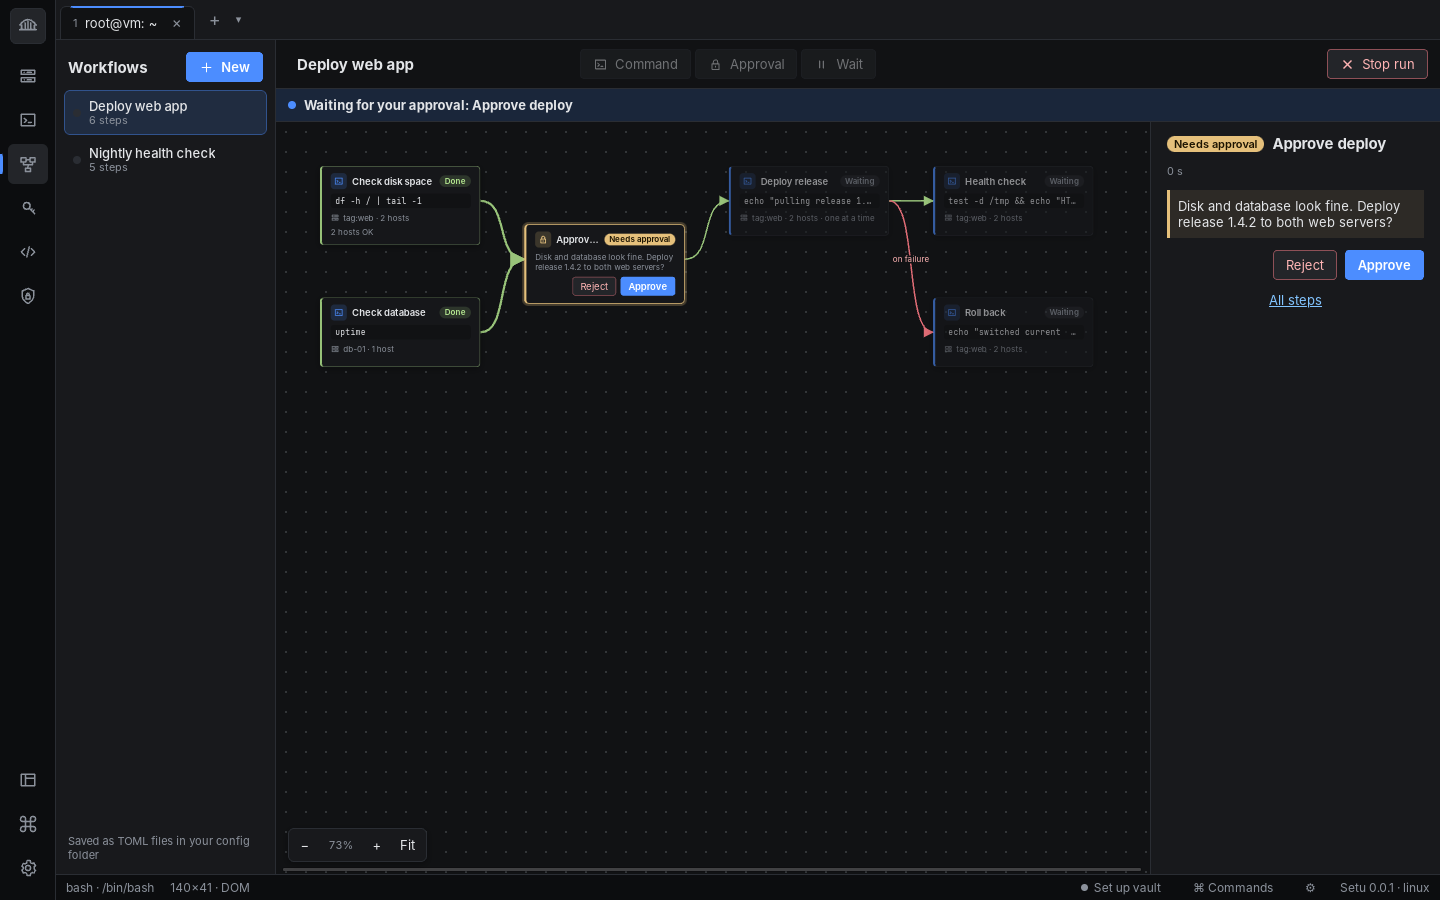 1 root@vm: ~ × + ▾
Workflows
+ New
Deploy web app
6 steps
Nightly health check
5 steps
Saved as TOML files in your config
folder
Deploy web app
Command
Approval
Wait
Stop run
Waiting for your approval: Approve deploy
Check disk space Done
df -h / | tail -1
tag:web · 2 hosts
2 hosts OK
Check database Done
uptime
db-01 · 1 host
Approv... Needs approval
Disk and database look fine. Deploy
release 1.4.2 to both web servers?
Reject Approve
Deploy release Waiting
echo "pulling release 1...
tag:web · 2 hosts · one at a time
Health check Waiting
test -d /tmp && echo "HT...
tag:web · 2 hosts
on failure
Roll back Waiting
echo "switched current ...
tag:web · 2 hosts
− 73% + Fit
Needs approval Approve deploy
0 s
Disk and database look fine. Deploy
release 1.4.2 to both web servers?
Reject Approve
All steps
bash · /bin/bash 140×41 · DOM
Set up vault ⌘ Commands ⚙ Setu 0.0.1 · linux